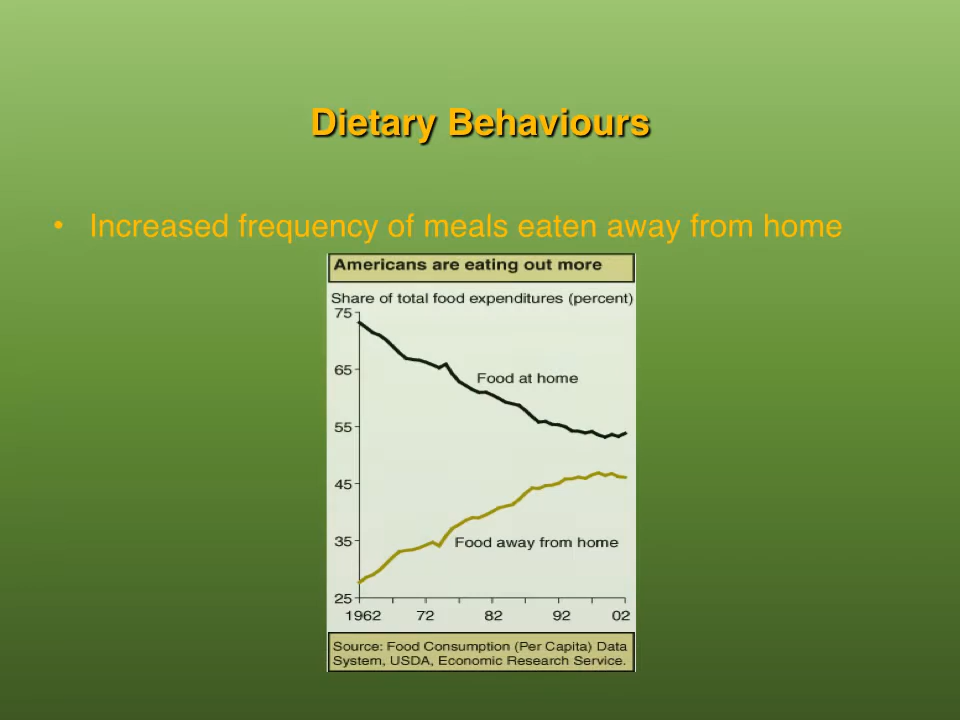 Dietary Behaviours
• Increased frequency of meals eaten away from home
Americans are eating out more
Share of total food expenditures (percent)
75
65
Food at home
55
45
35
Food away from home
25
1962 72 82 92 02
Source: Food Consumption (Per Capita) Data
System, USDA, Economic Research Service.